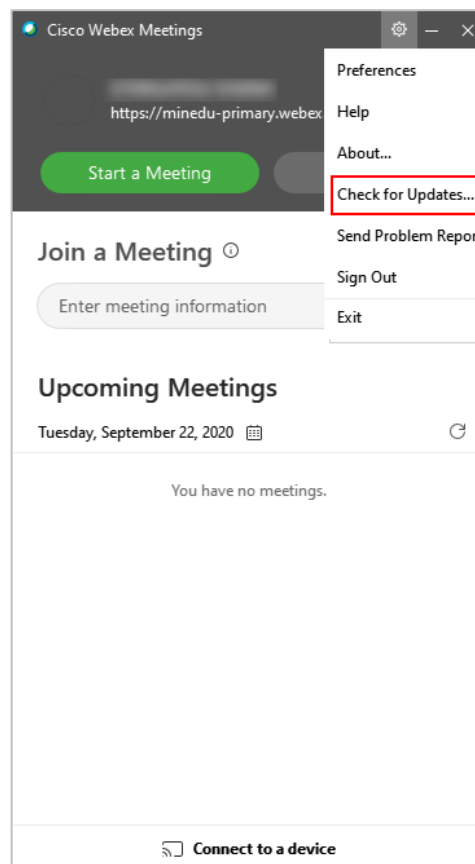 Cisco Webex Meetings
https://minedu-primary.webex
Start a Meeting
Preferences
Help
About...
Check for Updates...
Send Problem Repor
Sign Out
Exit
Join a Meeting
Enter meeting information
Upcoming Meetings
Tuesday, September 22, 2020
You have no meetings.
Connect to a device